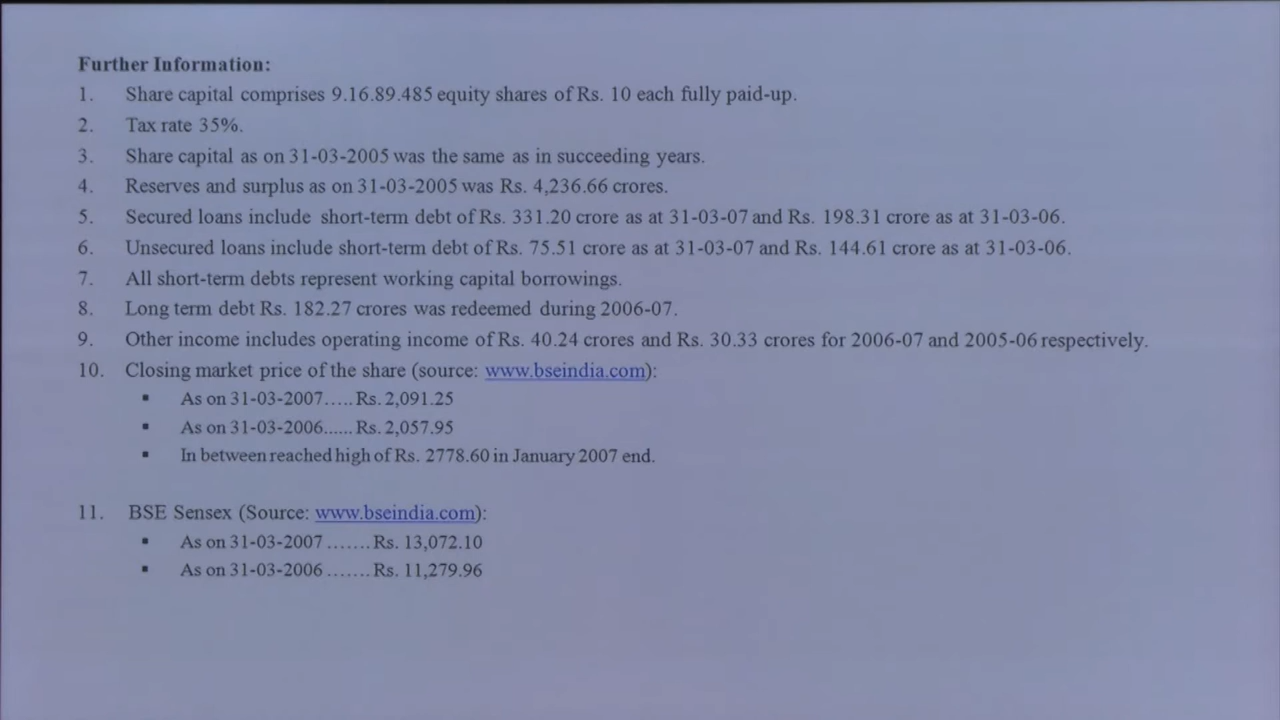 Further Information:
1. Share capital comprises 9.16.89.485 equity shares of Rs. 10 each fully paid-up.
2. Tax rate 35%.
3. Share capital as on 31-03-2005 was the same as in succeeding years.
4. Reserves and surplus as on 31-03-2005 was Rs. 4,236.66 crores.
5. Secured loans include short-term debt of Rs. 331.20 crore as at 31-03-07 and Rs. 198.31 crore as at 31-03-06.
6. Unsecured loans include short-term debt of Rs. 75.51 crore as at 31-03-07 and Rs. 144.61 crore as at 31-03-06.
7. All short-term debts represent working capital borrowings.
8. Long term debt Rs. 182.27 crores was redeemed during 2006-07.
9. Other income includes operating income of Rs. 40.24 crores and Rs. 30.33 crores for 2006-07 and 2005-06 respectively.
10. Closing market price of the share (source: www.bseindia.com):
▪ As on 31-03-2007.....Rs. 2,091.25
▪ As on 31-03-2006......Rs. 2,057.95
▪ In between reached high of Rs. 2778.60 in January 2007 end.
11. BSE Sensex (Source: www.bseindia.com):
▪ As on 31-03-2007 .......Rs. 13,072.10
▪ As on 31-03-2006 .......Rs. 11,279.96